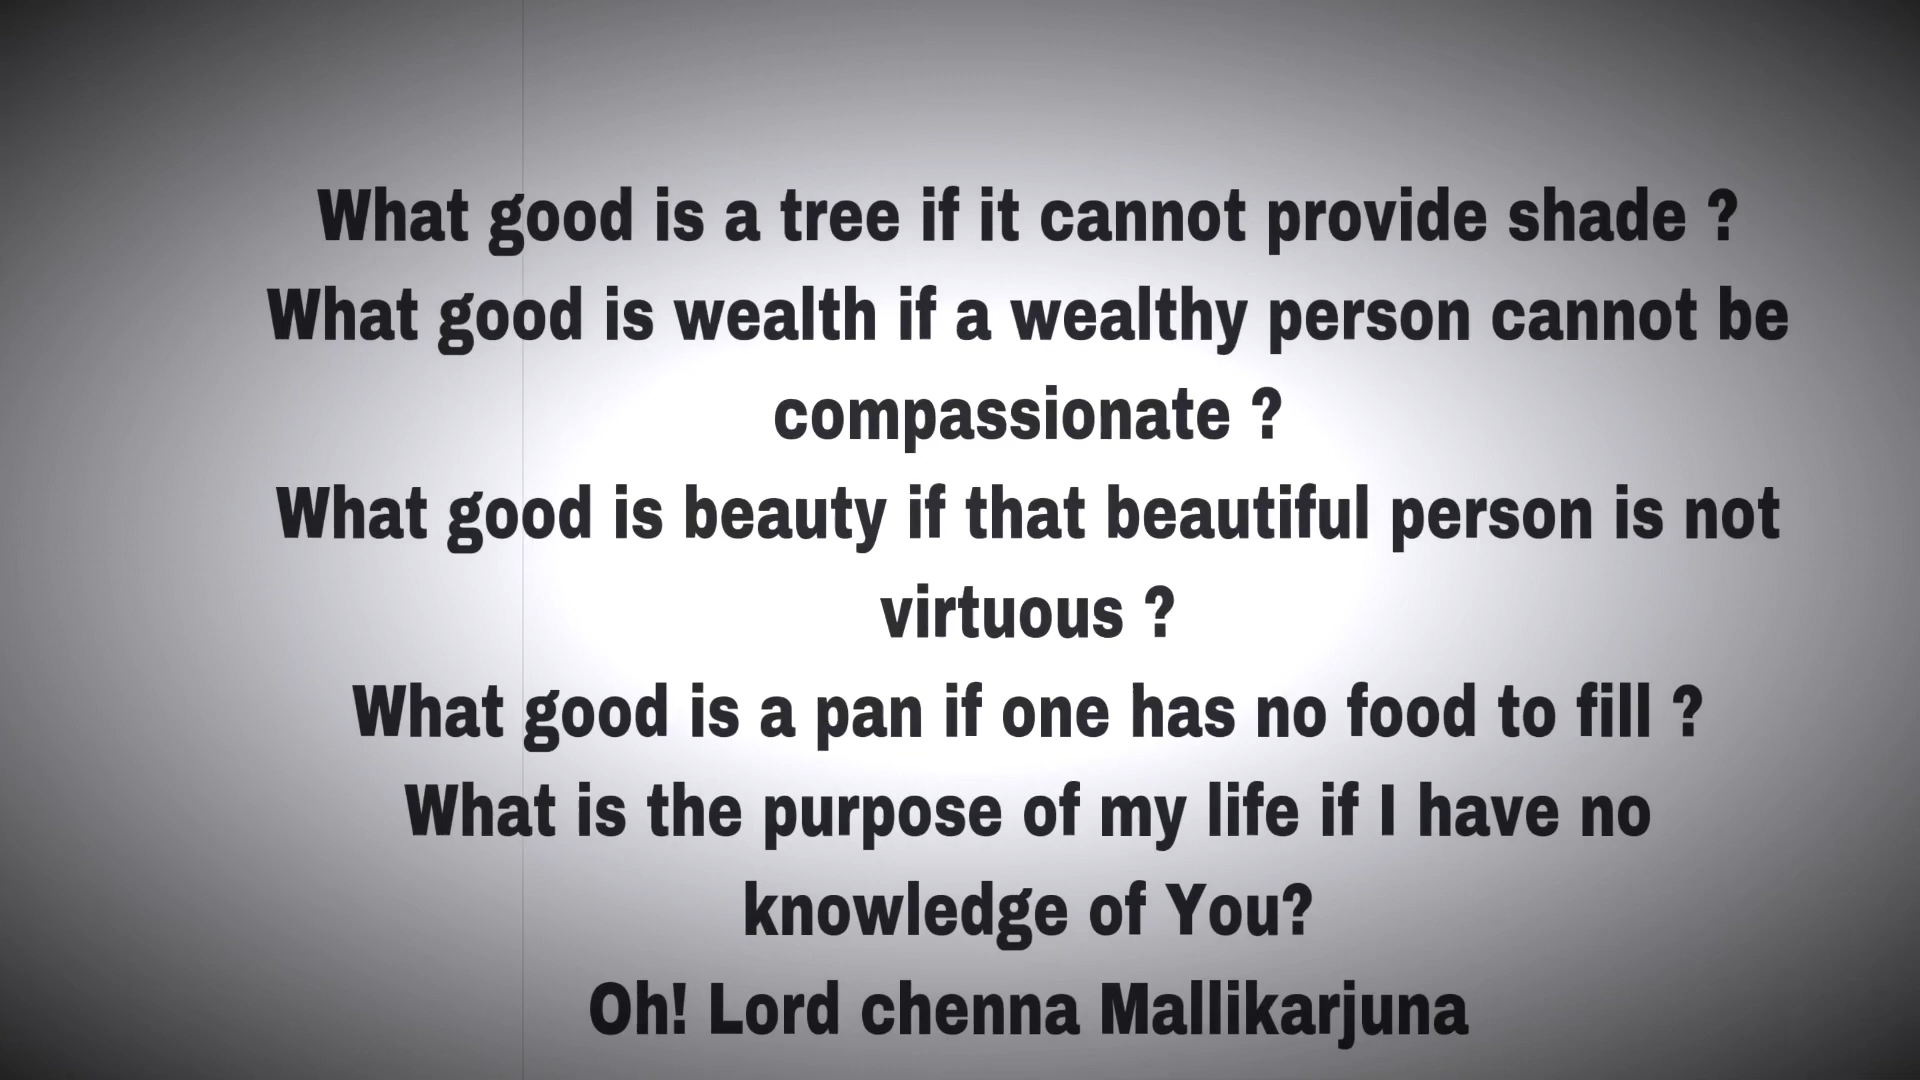 What good is a tree if it cannot provide shade ?
What good is wealth if a wealthy person cannot be
compassionate ?
What good is beauty if that beautiful person is not
virtuous ?
What good is a pan if one has no food to fill ?
What is the purpose of my life if I have no
knowledge of You?
Oh! Lord chenna Mallikarjuna